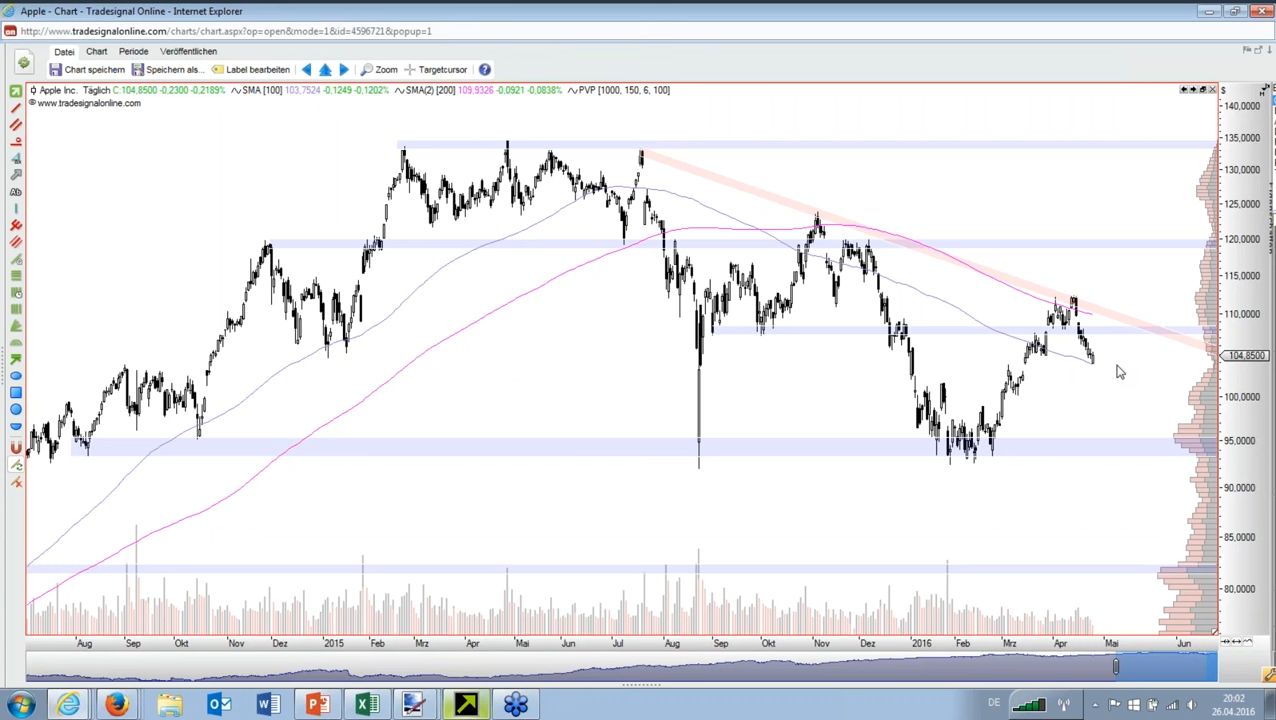 Apple - Chart - Tradesignal Online - Internet Explorer
http://www.tradesignalonline.com/charts/chart.aspx?op=open&mode=1&id=4596721&popup=1
Datei Chart Periode Veröffentlichen
Chart speichern Speichern als... Label bearbeiten Zoom Targetcursor
Apple Inc. Täglich C:104,8500 -0,2300 -0,2189% SMA [100] 103,7524 -0,1249 -0,1202% SMA(2) [200] 109,9326 -0,0921 -0,0838% PVP [1000, 150, 6, 100] $
www.tradesignalonline.com
140,0000
135,0000
130,0000
125,0000
120,0000
115,0000
110,0000
104,8500
100,0000
95,0000
90,0000
85,0000
80,0000
Ab
Aug Sep Okt Nov Dez 2015 Feb Mrz Apr Mai Jun Jul Aug Sep Okt Nov Dez 2016 Feb Mrz Apr Mai Jun
DE
20:02
26.04.2016